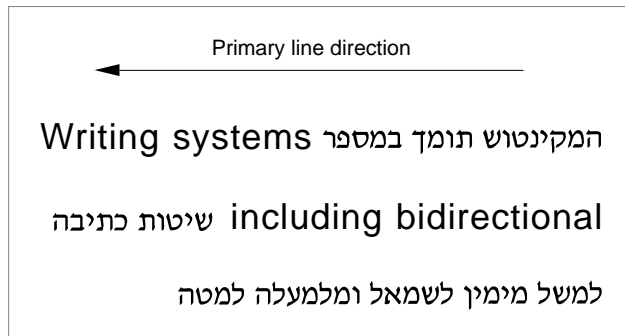 Primary line direction
המקינטוש תומך במספר Writing systems
including bidirectional שיטות כתיבה
למשל מימין לשמאל ומלמעלה למטה